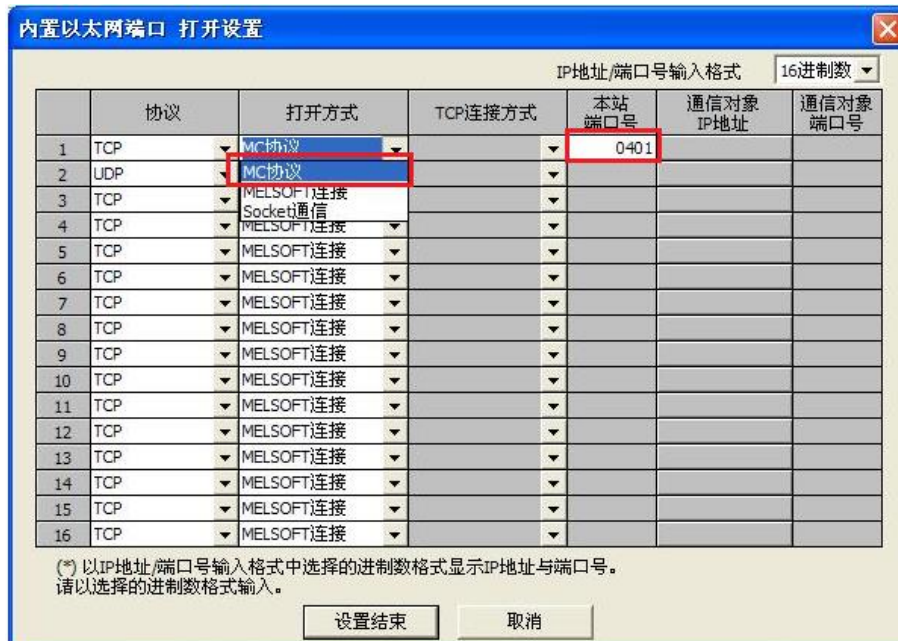 内置以太网端口 打开设置
IP地址/端口号输入格式 16进制数
协议 打开方式 TCP连接方式 本站端口号 通信对象IP地址 通信对象端口号
1 TCP MC协议 0401
2 UDP MC协议
3 TCP MELSOFT连接
Socket通信
4 TCP MELSOFT连接
5 TCP MELSOFT连接
6 TCP MELSOFT连接
7 TCP MELSOFT连接
8 TCP MELSOFT连接
9 TCP MELSOFT连接
10 TCP MELSOFT连接
11 TCP MELSOFT连接
12 TCP MELSOFT连接
13 TCP MELSOFT连接
14 TCP MELSOFT连接
15 TCP MELSOFT连接
16 TCP MELSOFT连接
(*) 以IP地址/端口号输入格式中选择的进制数格式显示IP地址与端口号。
请以选择的进制数格式输入。
设置结束 取消